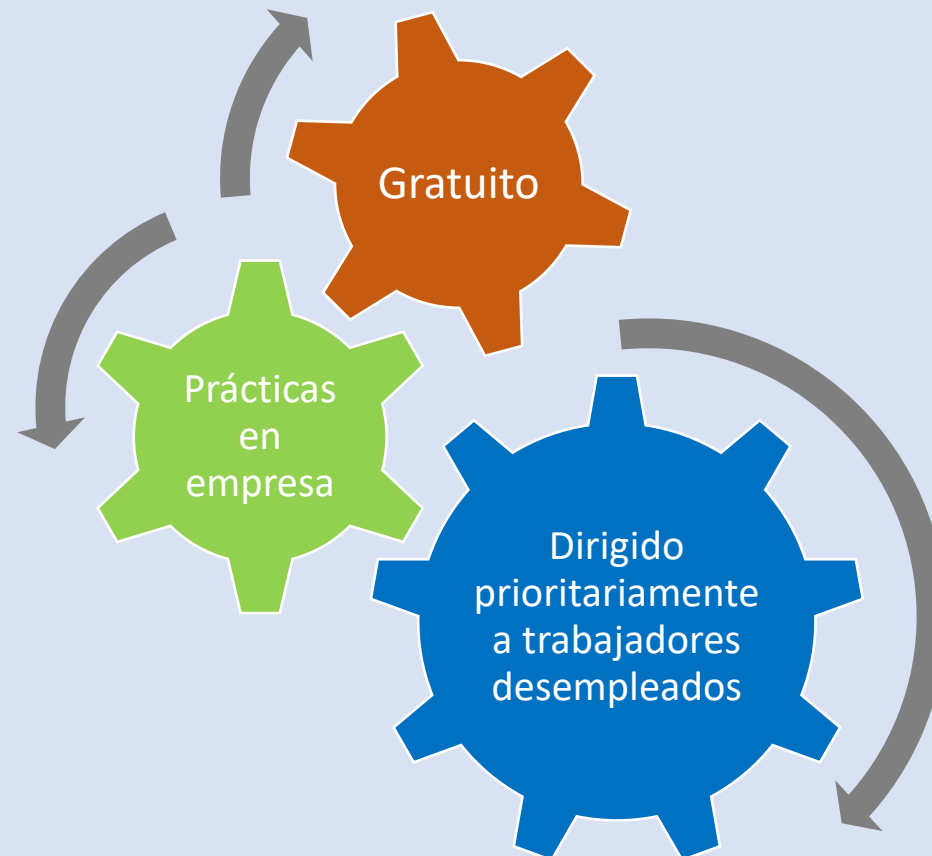 Gratuito
Prácticas
en
empresa
Dirigido
prioritariamente
a trabajadores
desempleados